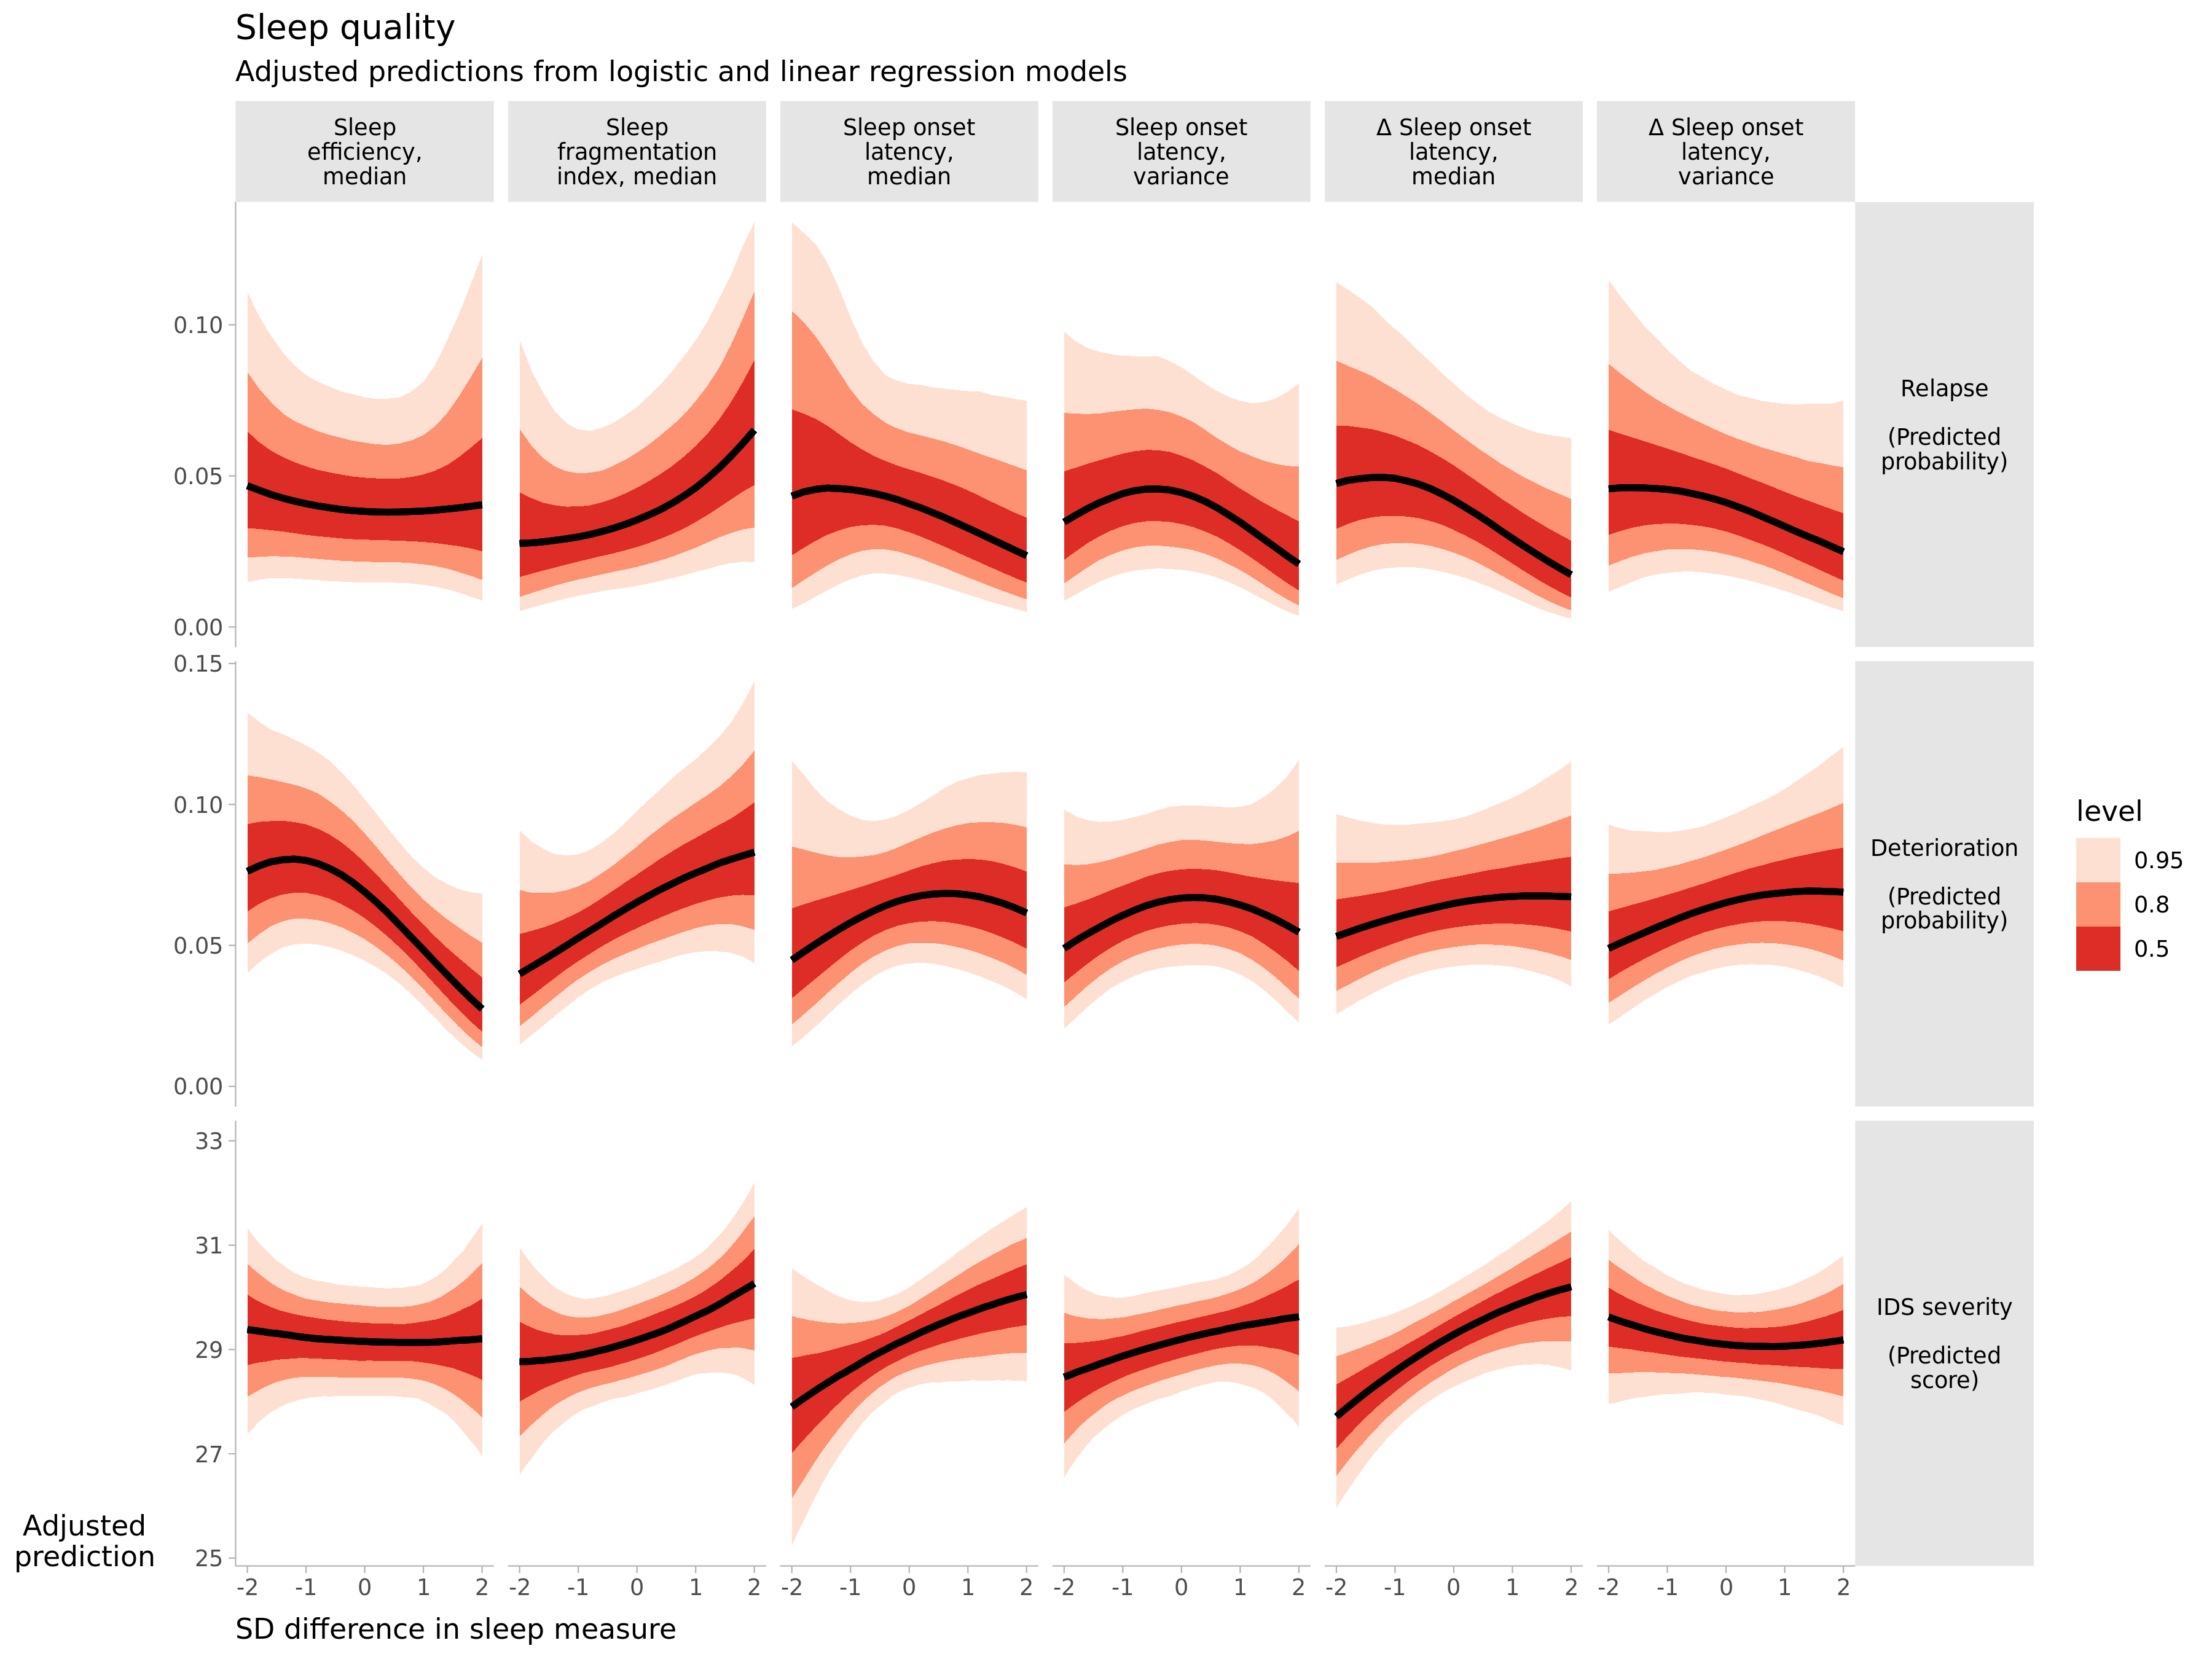 Sleep quality
Adjusted predictions from logistic and linear regression models
Sleep
efficiency,
median
Sleep
fragmentation
index, median
Sleep onset
latency,
median
Sleep onset
latency,
variance
Δ Sleep onset
latency,
median
Δ Sleep onset
latency,
variance
0.10
0.05
0.00
Relapse
(Predicted
probability)
0.15
0.10
0.05
0.00
Deterioration
(Predicted
probability)
level
0.95
0.8
0.5
33
31
29
27
25
IDS severity
(Predicted
score)
Adjusted
prediction
-2 -1 0 1 2 -2 -1 0 1 2 -2 -1 0 1 2 -2 -1 0 1 2 -2 -1 0 1 2 -2 -1 0 1 2
SD difference in sleep measure